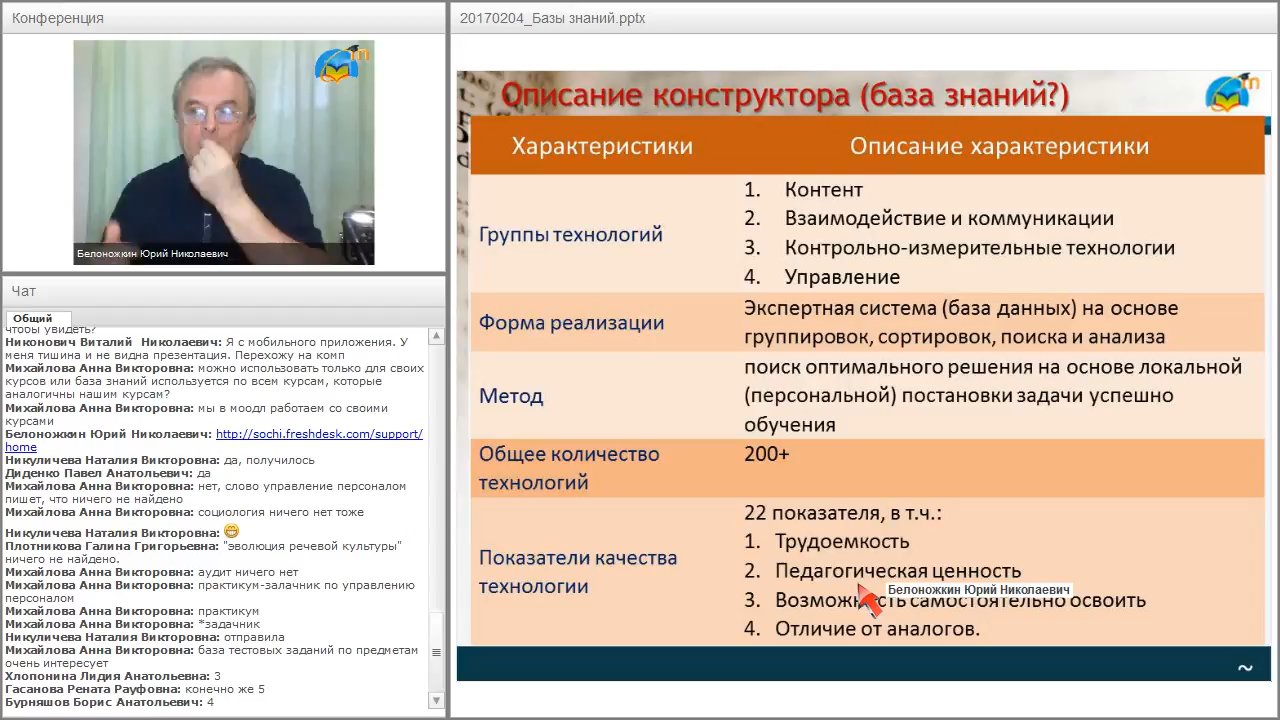 Конференция
Белоножкин Юрий Николаевич
Чат
Общий
чтобы увидеть?
Никонович Виталий Николаевич: Я с мобильного приложения. У
меня тишина и не видна презентация. Перехожу на комп
Михайлова Анна Викторовна: можно использовать только для своих
курсов или база знаний используется по всем курсам, которые
аналогичны нашим курсам?
Михайлова Анна Викторовна: мы в моодл работаем со своими
курсами
Белоножкин Юрий Николаевич: http://sochi.freshdesk.com/support/
home
Никуличева Наталия Викторовна: да, получилось
Диденко Павел Анатольевич: да
Михайлова Анна Викторовна: нет, слово управление персоналом
пишет, что ничего не найдено
Михайлова Анна Викторовна: социология ничего нет тоже
Никуличева Наталия Викторовна:
Плотникова Галина Григорьевна: "эволюция речевой культуры"
ничего не найдено.
Михайлова Анна Викторовна: аудит ничего нет
Михайлова Анна Викторовна: практикум-залачник по управлению
персоналом
Михайлова Анна Викторовна: практикум
Михайлова Анна Викторовна: *задачник
Никуличева Наталия Викторовна: отправила
Михайлова Анна Викторовна: база тестовых заданий по предметам
очень интересует
Хлопонина Лидия Анатольевна: 3
Гасанова Рената Рауфовна: конечно же 5
Бурняшов Борис Анатольевич: 4
20170204_Базы знаний.pptx
Описание конструктора (база знаний?)
Характеристики
Описание характеристики
Группы технологий
1. Контент
2. Взаимодействие и коммуникации
3. Контрольно-измерительные технологии
4. Управление
Форма реализации
Экспертная система (база данных) на основе
группировок, сортировок, поиска и анализа
Метод
поиск оптимального решения на основе локальной
(персональной) постановки задачи успешно
обучения
Общее количество
технологий
200+
Показатели качества
технологии
22 показателя, в т.ч.:
1. Трудоемкость
2. Педагогическая ценность
Белоножкин Юрий Николаевич
3. Возможность самостоятельно освоить
4. Отличие от аналогов.
~